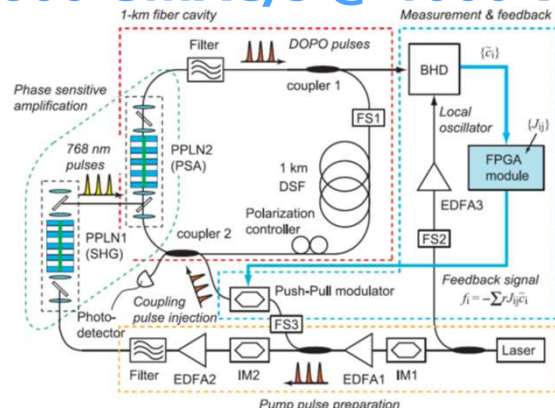 1-km fiber cavity
Measurement & feedback
Filter
DOPO pulses
BHD
{c̃i}
coupler 1
Phase sensitive
amplification
FS1
Local
oscillator
{Jij}
768 nm
pulses
PPLN2
(PSA)
1 km
DSF
FPGA
module
EDFA3
Polarization
controller
PPLN1
(SHG)
coupler 2
FS2
Feedback signal
fi = −∑rJijc̃i
Photo-
detector
Coupling
pulse injection
Push-Pull modulator
FS3
Laser
Filter
EDFA2
IM2
EDFA1
IM1
Pump pulse preparation